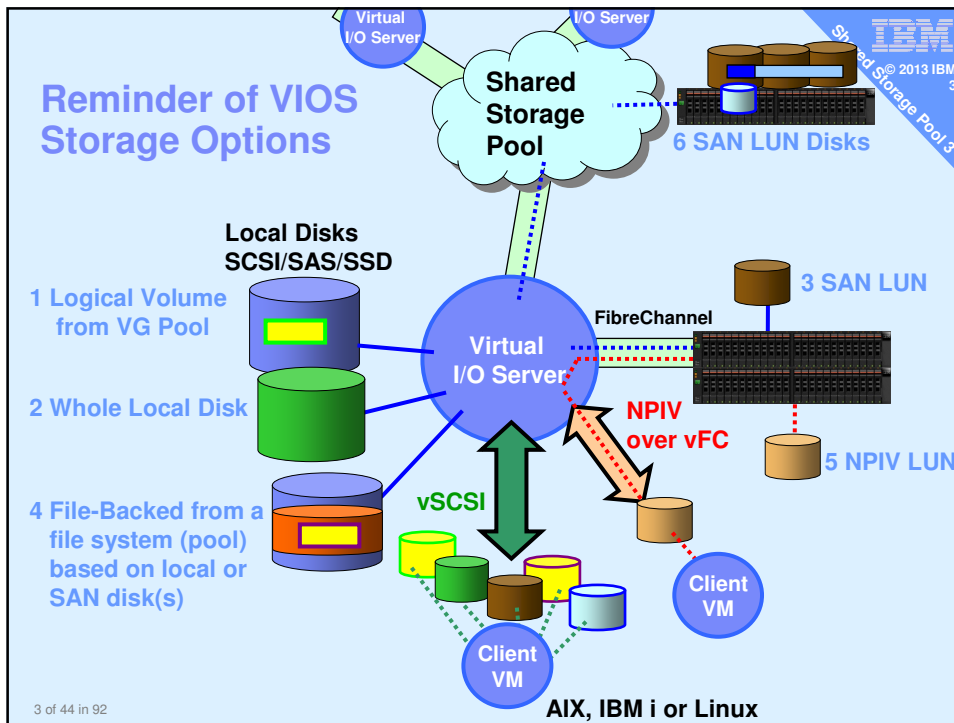 Virtual
I/O Server
I/O Server
IBM
© 2013 IBM
Shared Storage Pool 3
3
Reminder of VIOS
Storage Options
Shared
Storage
Pool
6 SAN LUN Disks
Local Disks
SCSI/SAS/SSD
1 Logical Volume
from VG Pool
3 SAN LUN
FibreChannel
Virtual
I/O Server
2 Whole Local Disk
NPIV
over vFC
5 NPIV LUN
vSCSI
4 File-Backed from a
file system (pool)
based on local or
SAN disk(s)
Client
VM
Client
VM
AIX, IBM i or Linux
3 of 44 in 92